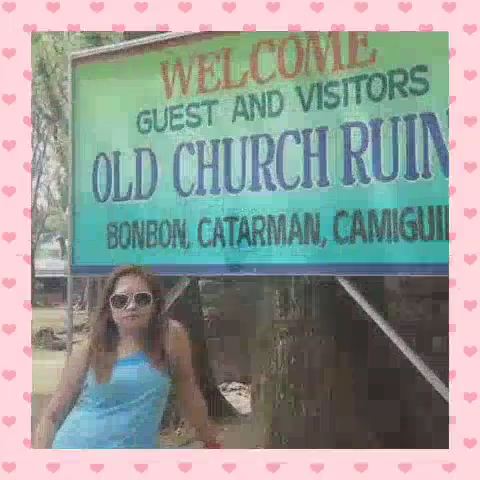 WELCOME
GUEST AND VISITORS
OLD CHURCH RUIN
BONBON, CATARMAN, CAMIGUI